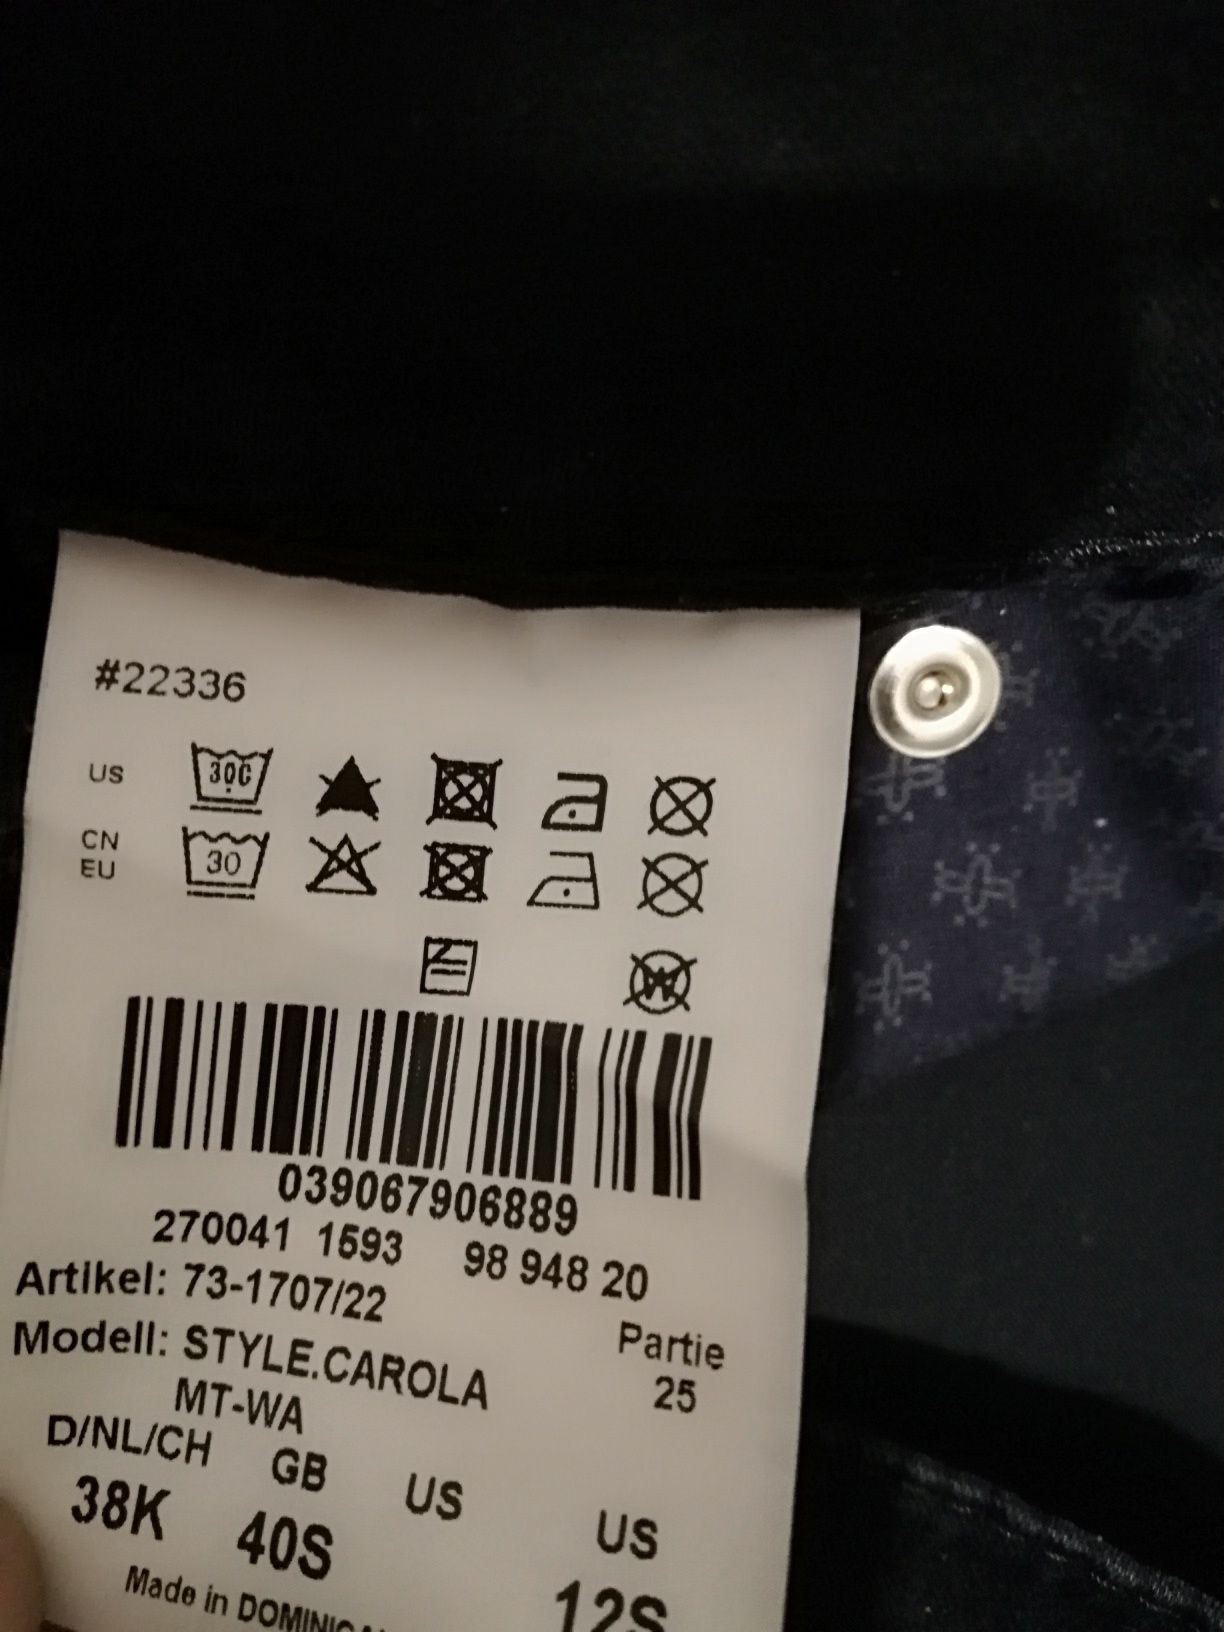 #22336
US 30C
CN
EU 30
W
039067906889
270041 1593 98 948 20
Artikel: 73-1707/22
Modell: STYLE.CAROLA Partie
MT-WA 25
D/NL/CH GB US US
38K 40S 12S
Made in